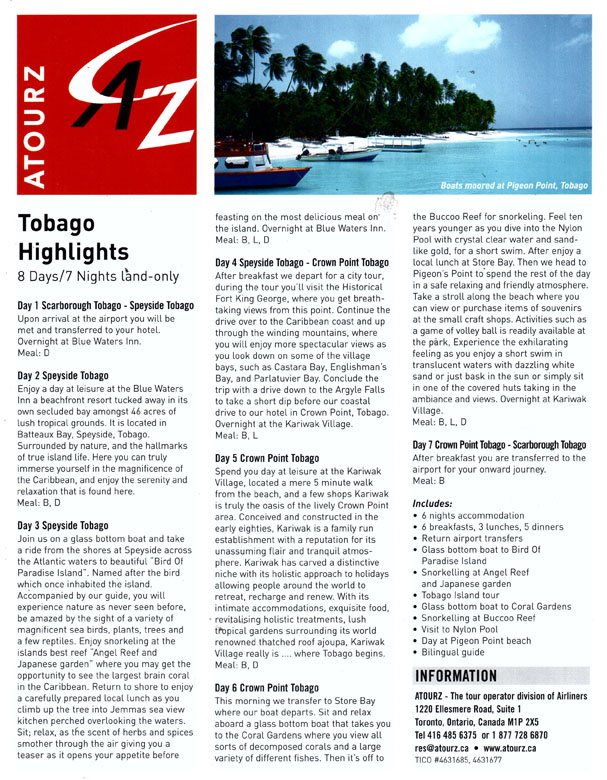 ATOURZ
AZ
Boats moored at Pigeon Point, Tobago
Tobago
Highlights
8 Days/7 Nights land-only
Day 1 Scarborough Tobago - Speyside Tobago
Upon arrival at the airport you will be
met and transferred to your hotel.
Overnight at Blue Waters Inn.
Meal: D
Day 2 Speyside Tobago
Enjoy a day at leisure at the Blue Waters
Inn a beachfront resort tucked away in its
own secluded bay amongst 46 acres of
lush tropical grounds. It is located in
Batteaux Bay, Speyside, Tobago.
Surrounded by nature, and the hallmarks
of true island life. Here you can truly
immerse yourself in the magnificence of
the Caribbean, and enjoy the serenity and
relaxation that is found here.
Meal: B, D
Day 3 Speyside Tobago
Join us on a glass bottom boat and take
a ride from the shores at Speyside across
the Atlantic waters to beautiful "Bird Of
Paradise Island". Named after the bird
which once inhabited the island.
Accompanied by our guide, you will
experience nature as never seen before,
be amazed by the sight of a variety of
magnificent sea birds, plants, trees and
a few reptiles. Enjoy snorkeling at the
islands best reef "Angel Reef and
Japanese garden" where you may get the
opportunity to see the largest brain coral
in the Caribbean. Return to shore to enjoy
a carefully prepared local lunch as you
climb up the tree into Jemmas sea view
kitchen perched overlooking the waters.
Sit; relax, as the scent of herbs and spices
smother through the air giving you a
teaser as it opens your appetite before
feasting on the most delicious meal on
the island. Overnight at Blue Waters Inn.
Meal: B, L, D
Day 4 Speyside Tobago - Crown Point Tobago
After breakfast we depart for a city tour,
during the tour you'll visit the Historical
Fort King George, where you get breath-
taking views from this point. Continue the
drive over to the Caribbean coast and up
through the winding mountains, where
you will enjoy more spectacular views as
you look down on some of the village
bays, such as Castara Bay, Englishman's
Bay, and Parlatuvier Bay. Conclude the
trip with a drive down to the Argyle Falls
to take a short dip before our coastal
drive to our hotel in Crown Point, Tobago.
Overnight at the Kariwak Village.
Meal: B, L
Day 5 Crown Point Tobago
Spend you day at leisure at the Kariwak
Village, located a mere 5 minute walk
from the beach, and a few shops Kariwak
is truly the oasis of the lively Crown Point
area. Conceived and constructed in the
early eighties, Kariwak is a family run
establishment with a reputation for its
unassuming flair and tranquil atmos-
phere. Kariwak has carved a distinctive
niche with its holistic approach to holidays
allowing people around the world to
retreat, recharge and renew. With its
intimate accommodations, exquisite food,
revitalising holistic treatments, lush
tropical gardens surrounding its world
renowned thatched roof ajoupa, Kariwak
Village really is .... where Tobago begins.
Meal: B, D
Day 6 Crown Point Tobago
This morning we transfer to Store Bay
where our boat departs. Sit and relax
aboard a glass bottom boat that takes you
to the Coral Gardens where you view all
sorts of decomposed corals and a large
variety of different fishes. Then it's off to
the Buccoo Reef for snorkeling. Feel ten
years younger as you dive into the Nylon
Pool with crystal clear water and sand-
like gold, for a short swim. After enjoy a
local lunch at Store Bay. Then we head to
Pigeon's Point to spend the rest of the day
in a safe relaxing and friendly atmosphere.
Take a stroll along the beach where you
can view or purchase items of souvenirs
at the small craft shops. Activities such as
a game of volley ball is readily available at
the park, Experience the exhilarating
feeling as you enjoy a short swim in
translucent waters with dazzling white
sand or just bask in the sun or simply sit
in one of the covered huts taking in the
ambiance and views. Overnight at Kariwak
Village.
Meal: B, L, D
Day 7 Crown Point Tobago - Scarborough Tobago
After breakfast you are transferred to the
airport for your onward journey.
Meal: B
Includes:
• 6 nights accommodation
• 6 breakfasts, 3 lunches, 5 dinners
• Return airport transfers
• Glass bottom boat to Bird Of
Paradise Island
• Snorkelling at Angel Reef
and Japanese garden
• Tobago Island tour
• Glass bottom boat to Coral Gardens
• Snorkelling at Buccoo Reef
• Visit to Nylon Pool
• Day at Pigeon Point beach
• Bilingual guide
INFORMATION
ATOURZ - The tour operator division of Airliners
1220 Ellesmere Road, Suite 1
Toronto, Ontario, Canada M1P 2X5
Tel 416 485 6375 or 1 877 728 6870
res@atourz.ca • www.atourz.ca
TICO #4631685, 4631677